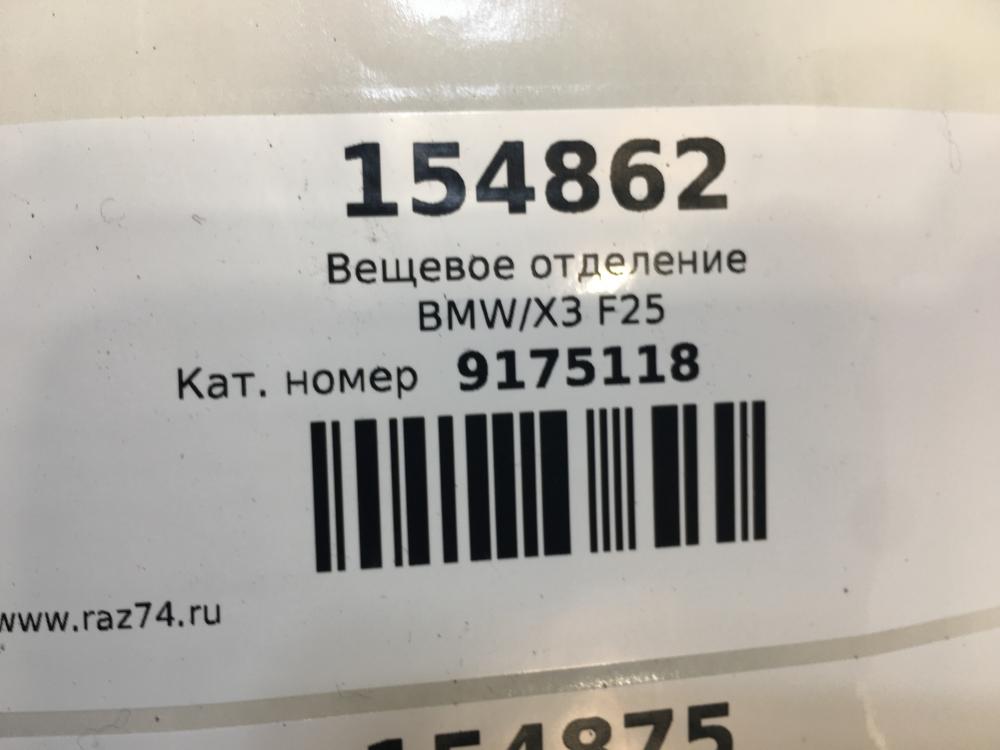 154862
Вещевое отделение
BMW/X3 F25
Кат. номер 9175118
www.raz74.ru
154875